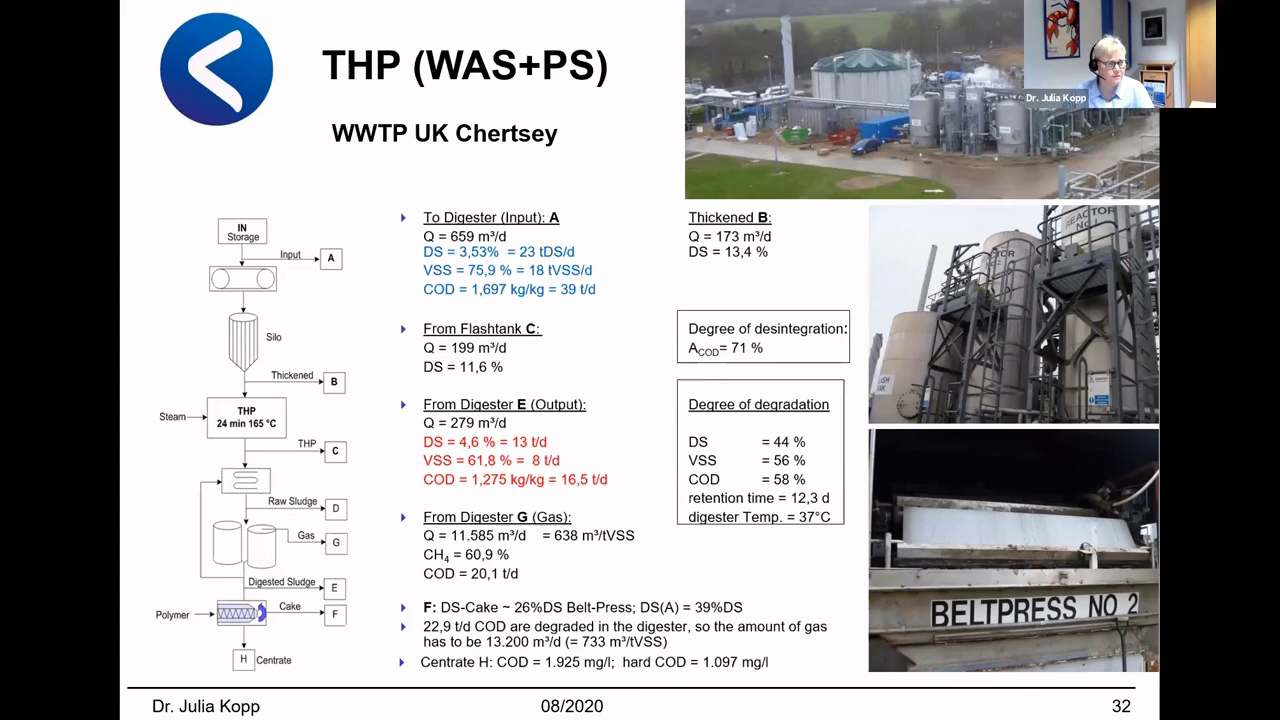 THP (WAS+PS)
WWTP UK Chertsey
Dr. Julia Kopp
IN
Storage
Input
A
Silo
Thickened
B
Steam
THP
24 min 165 °C
THP
C
Raw Sludge
D
Gas
G
Digested Sludge
E
Polymer
Cake
F
H
Centrate
To Digester (Input): A
Q = 659 m³/d
DS = 3,53% = 23 tDS/d
VSS = 75,9 % = 18 tVSS/d
COD = 1,697 kg/kg = 39 t/d
From Flashtank C:
Q = 199 m³/d
DS = 11,6 %
From Digester E (Output):
Q = 279 m³/d
DS = 4,6 % = 13 t/d
VSS = 61,8 % = 8 t/d
COD = 1,275 kg/kg = 16,5 t/d
From Digester G (Gas):
Q = 11.585 m³/d = 638 m³/tVSS
CH₄ = 60,9 %
COD = 20,1 t/d
F: DS-Cake ~ 26%DS Belt-Press; DS(A) = 39%DS
22,9 t/d COD are degraded in the digester, so the amount of gas
has to be 13.200 m³/d (= 733 m³/tVSS)
Centrate H: COD = 1.925 mg/l; hard COD = 1.097 mg/l
Thickened B:
Q = 173 m³/d
DS = 13,4 %
Degree of desintegration:
A_COD= 71 %
Degree of degradation
DS = 44 %
VSS = 56 %
COD = 58 %
retention time = 12,3 d
digester Temp. = 37°C
REACTOR
REACTOR
BELTPRESS NO 2
Dr. Julia Kopp
08/2020
32